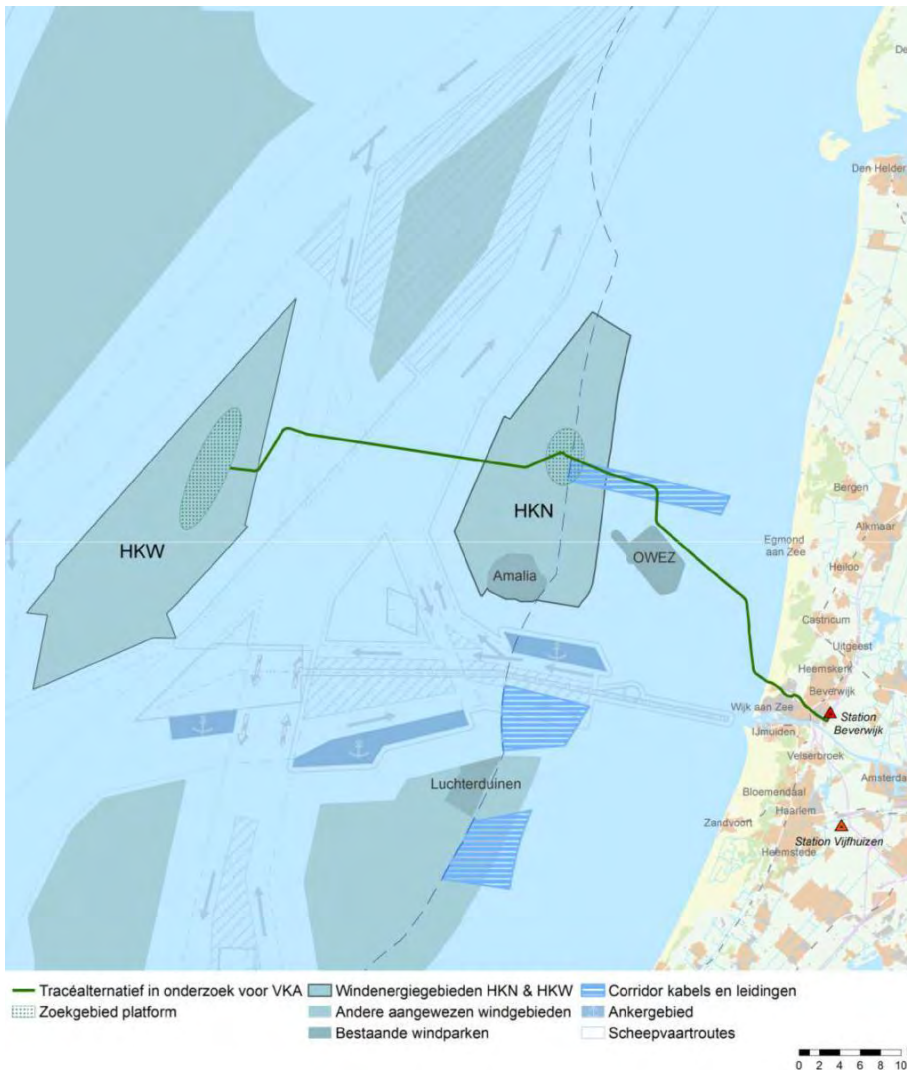 De
Den Helder
Bergen
HKN
HKW
Alkmaar
Egmond
aan Zee
OWEZ
Heiloo
Amalia
Castricum
Uitgeest
Heemskerk
Beverwijk
Wijk aan Zee
Station
Beverwijk
IJmuiden
Velserbroek
Luchterduinen
Amsterda
Bloemendaal
Haarlem
Zandvoort
Station Vijfhuizen
Heemstede
Tracéalternatief in onderzoek voor VKA
Windenergiegebieden HKN & HKW
Corridor kabels en leidingen
Zoekgebied platform
Andere aangewezen windgebieden
Ankergebied
Bestaande windparken
Scheepvaartroutes
0 2 4 6 8 10